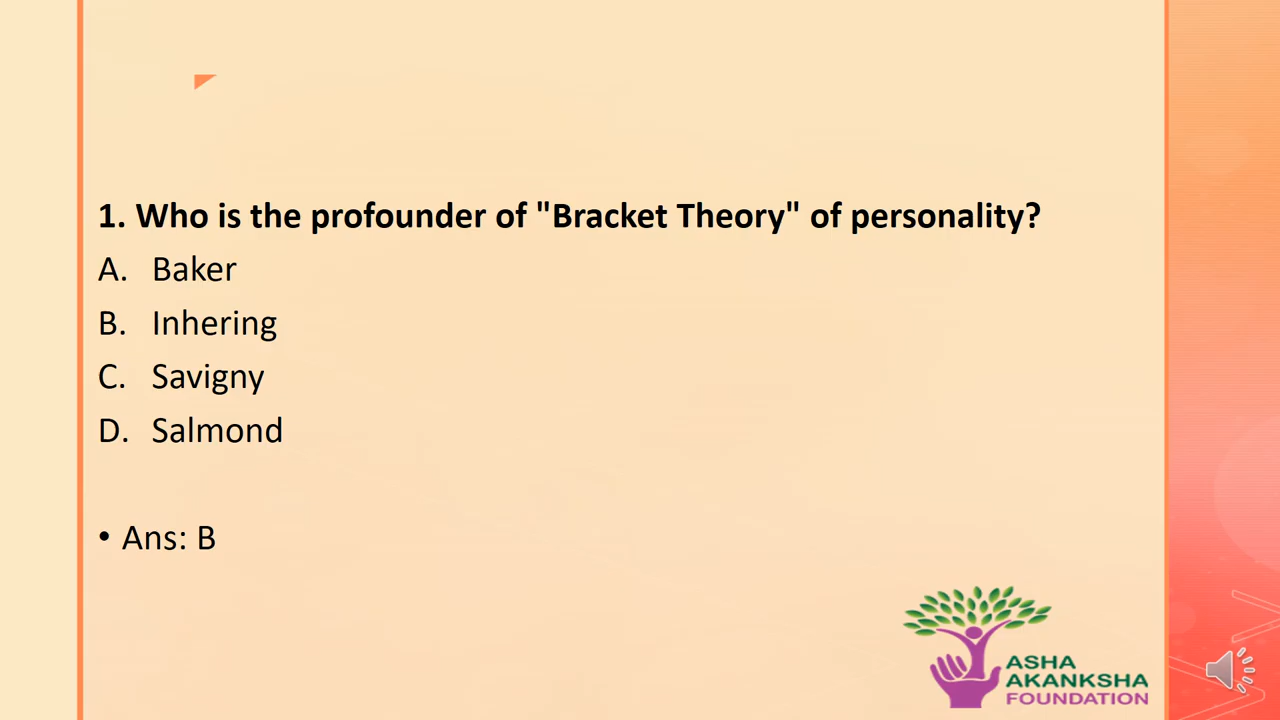 1. Who is the profounder of "Bracket Theory" of personality?
A. Baker
B. Inhering
C. Savigny
D. Salmond
• Ans: B
ASHA
AKANKSHA
FOUNDATION